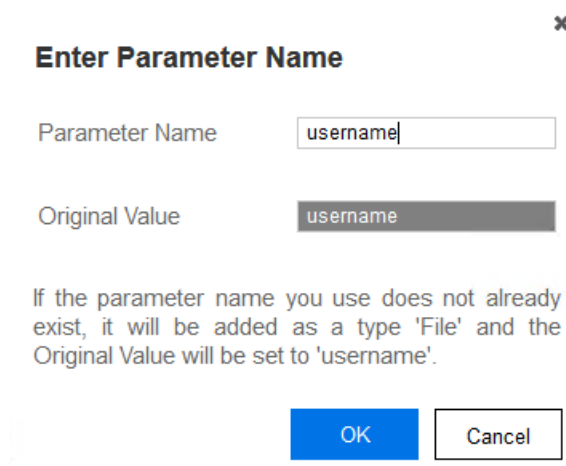 Enter Parameter Name
Parameter Name username
Original Value username
If the parameter name you use does not already
exist, it will be added as a type 'File' and the
Original Value will be set to 'username'.
OK Cancel